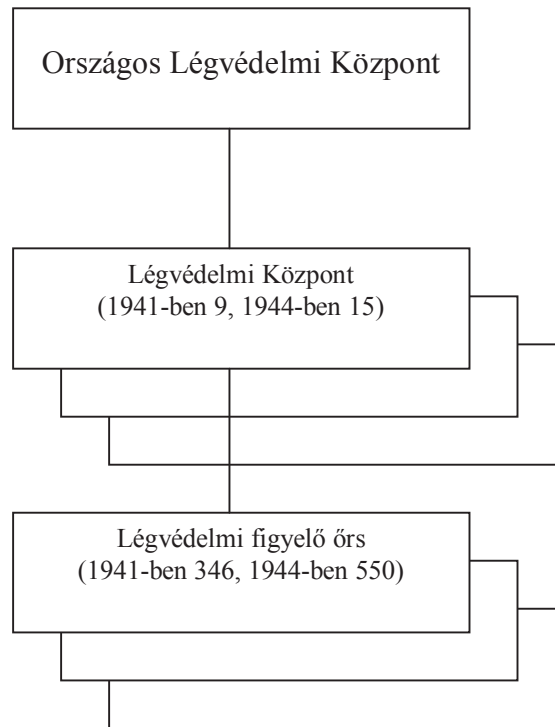 Országos Légvédelmi Központ
Légvédelmi Központ
(1941-ben 9, 1944-ben 15)
Légvédelmi figyelő őrs
(1941-ben 346, 1944-ben 550)